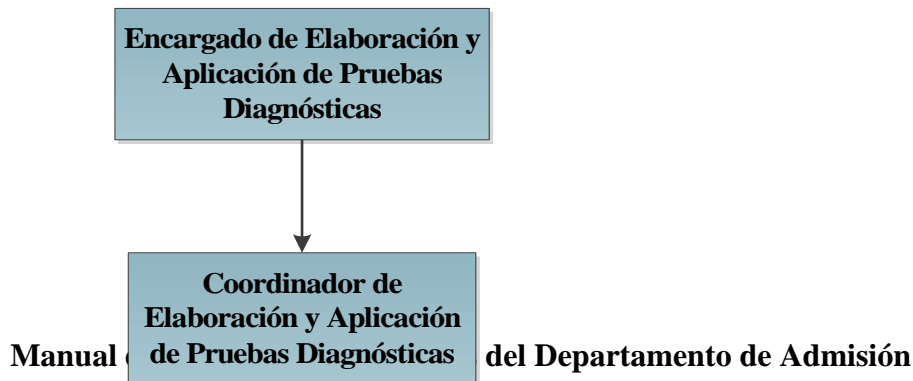 Encargado de Elaboración y
Aplicación de Pruebas
Diagnósticas
Coordinador de
Elaboración y Aplicación
de Pruebas Diagnósticas
Manual del Departamento de Admisión